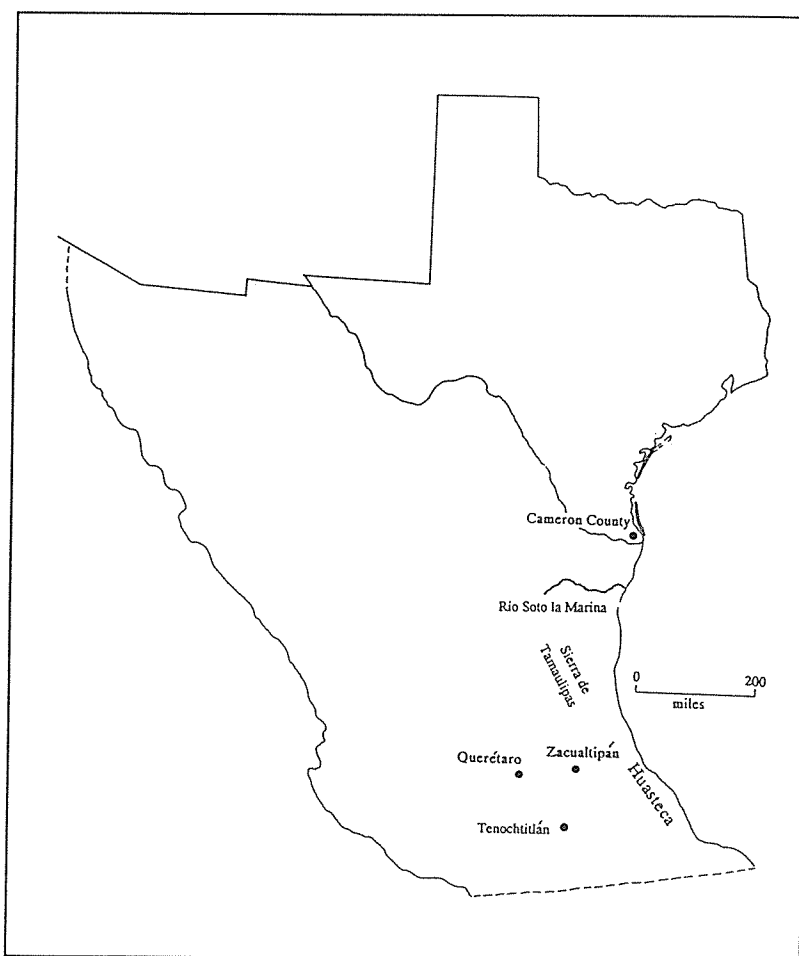 Cameron County
Río Soto la Marina
Sierra de
Tamaulipas
0 200
miles
Querétaro
Zacualtipán
Huasteca
Tenochtitlán